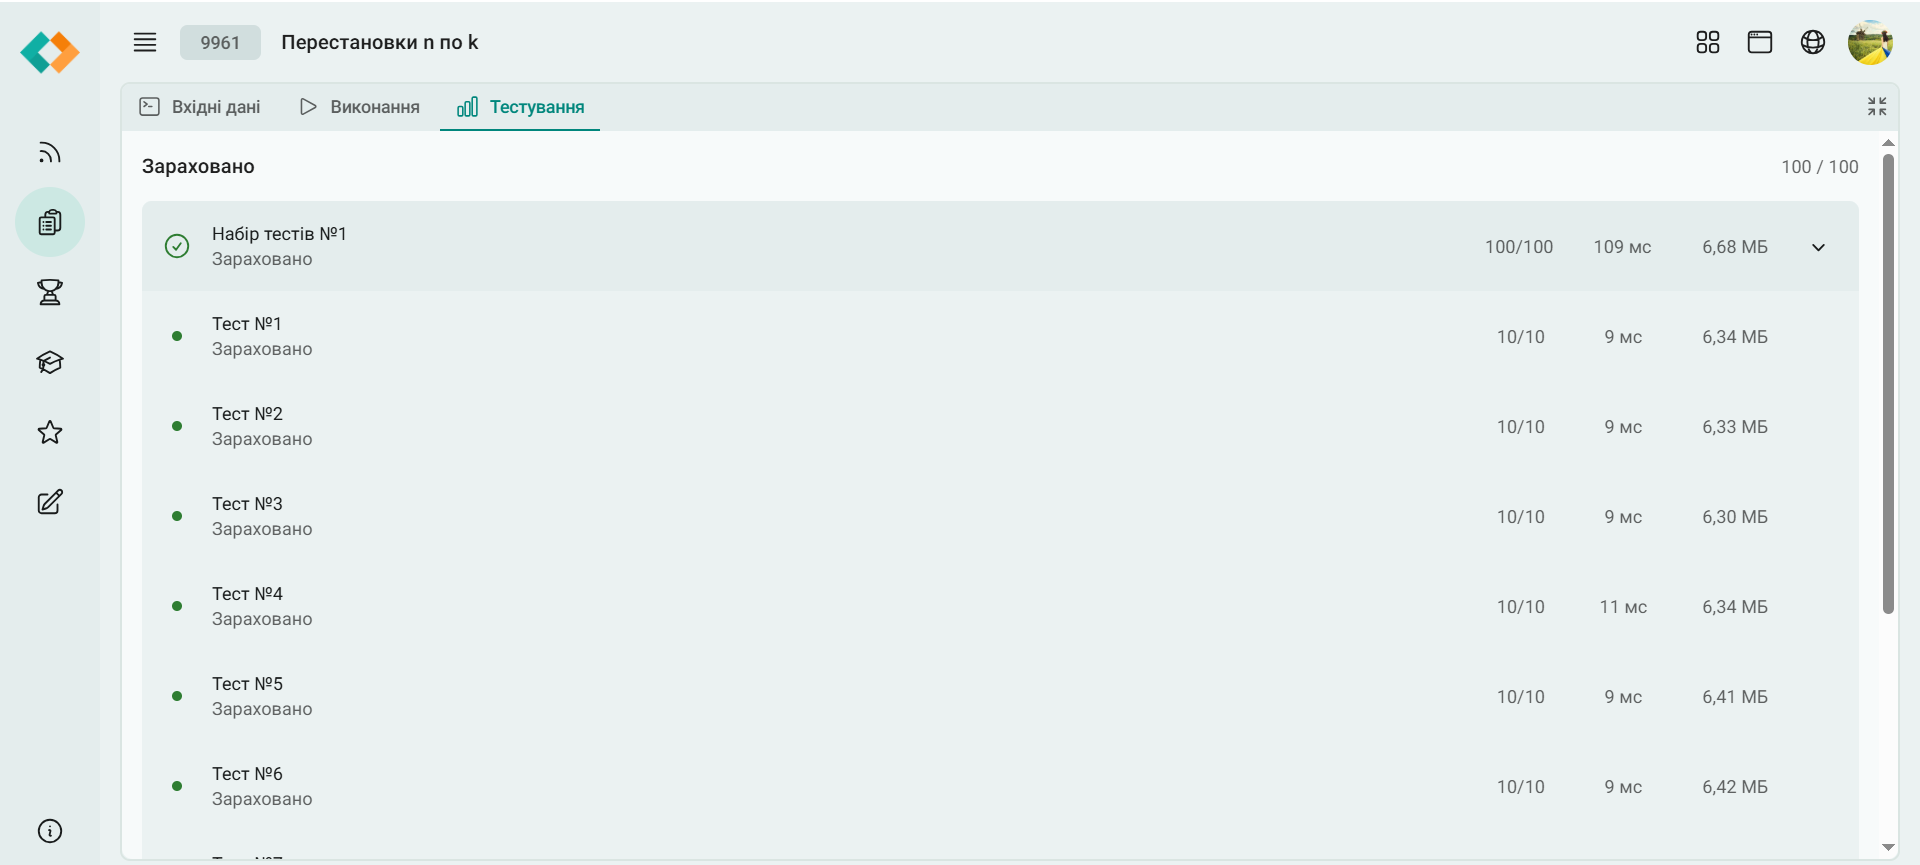 9961 Перестановки n по k
Вхідні дані Виконання Тестування
Зараховано 100 / 100
Набір тестів №1
Зараховано
100/100 109 мс 6,68 МБ
Тест №1
Зараховано
10/10 9 мс 6,34 МБ
Тест №2
Зараховано
10/10 9 мс 6,33 МБ
Тест №3
Зараховано
10/10 9 мс 6,30 МБ
Тест №4
Зараховано
10/10 11 мс 6,34 МБ
Тест №5
Зараховано
10/10 9 мс 6,41 МБ
Тест №6
Зараховано
10/10 9 мс 6,42 МБ